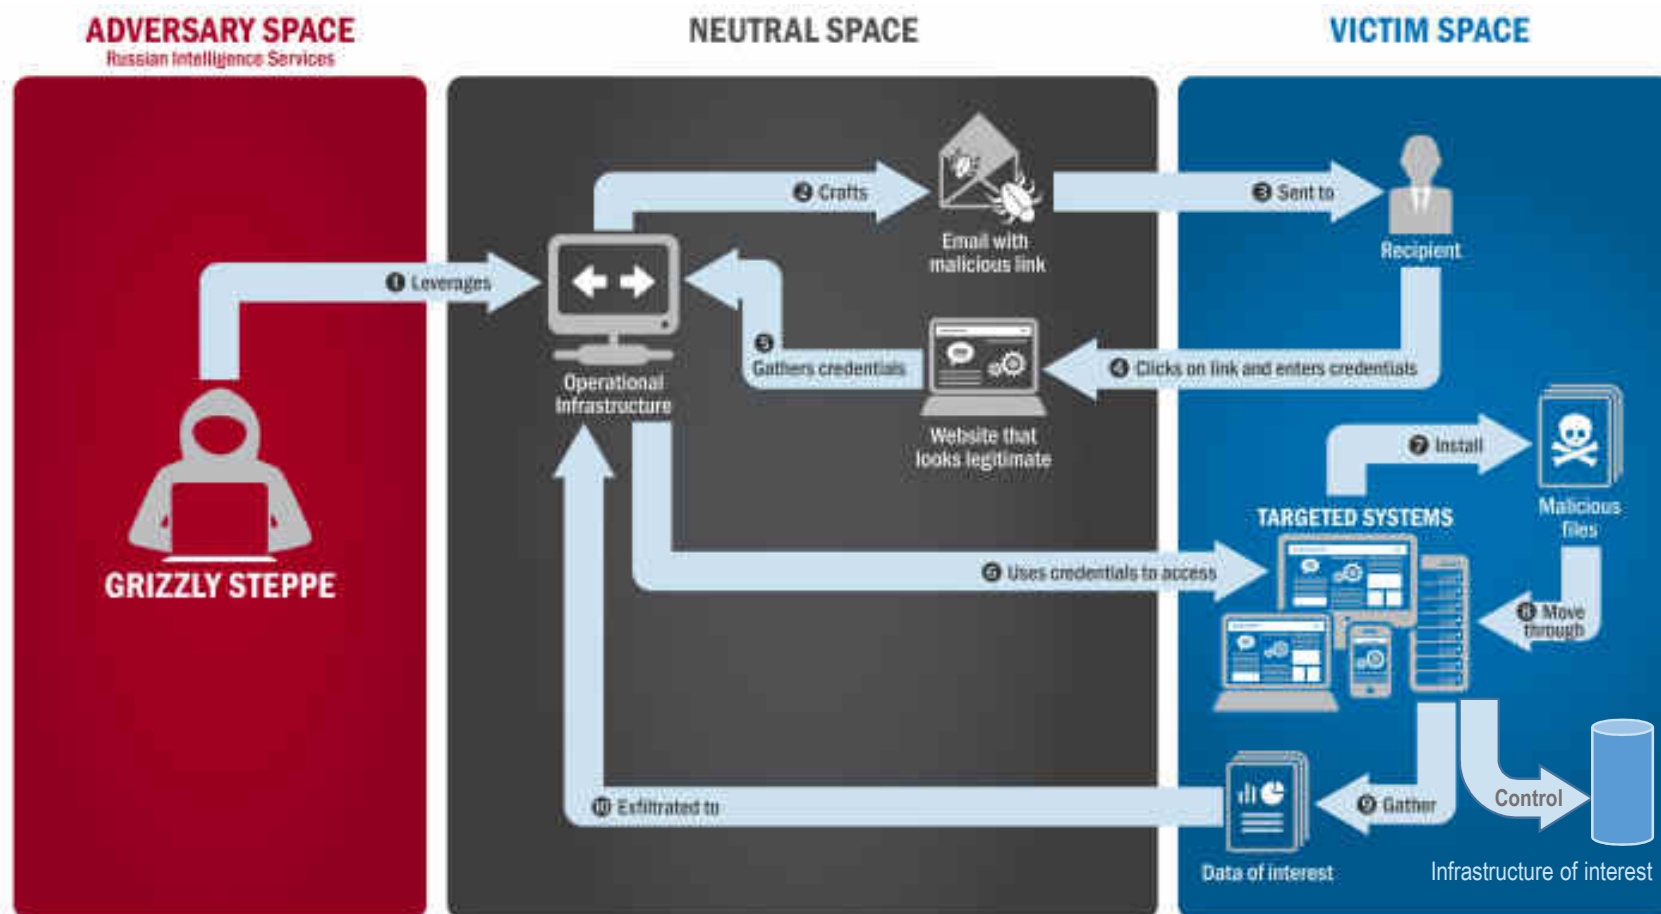 ADVERSARY SPACE
Russian Intelligence Services
NEUTRAL SPACE
VICTIM SPACE
❶ Leverages
❷ Crafts
❸ Sent to
Email with
malicious link
Recipient
❹ Clicks on link and enters credentials
❺
Gathers credentials
Operational
Infrastructure
Website that
looks legitimate
GRIZZLY STEPPE
❻ Uses credentials to access
TARGETED SYSTEMS
❼ Install
Malicious
files
❽ Move
through
❾ Gather
Control
❿ Exfiltrated to
Data of interest
Infrastructure of interest